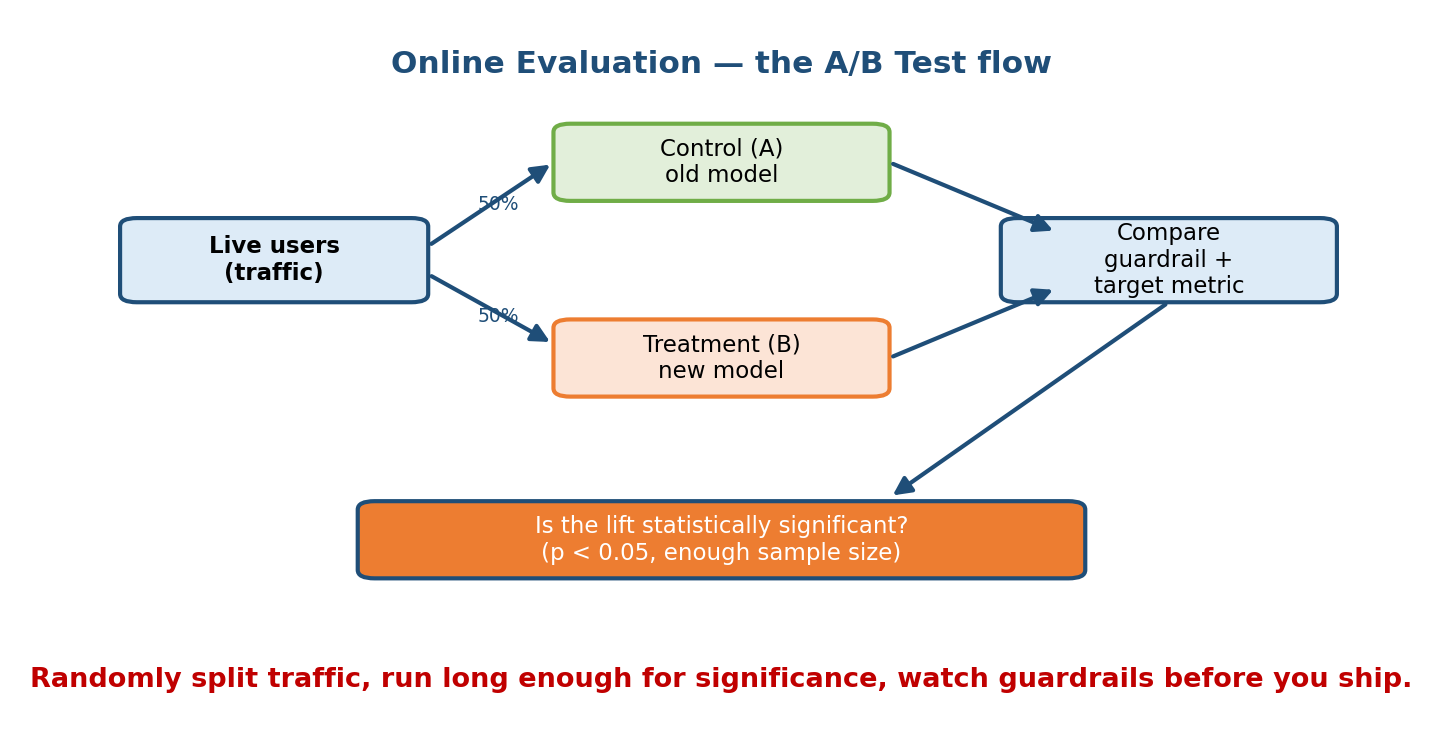 Online Evaluation — the A/B Test flow
Control (A)
old model
50%
Live users
(traffic)
Compare
guardrail +
target metric
50%
Treatment (B)
new model
Is the lift statistically significant?
(p < 0.05, enough sample size)
Randomly split traffic, run long enough for significance, watch guardrails before you ship.